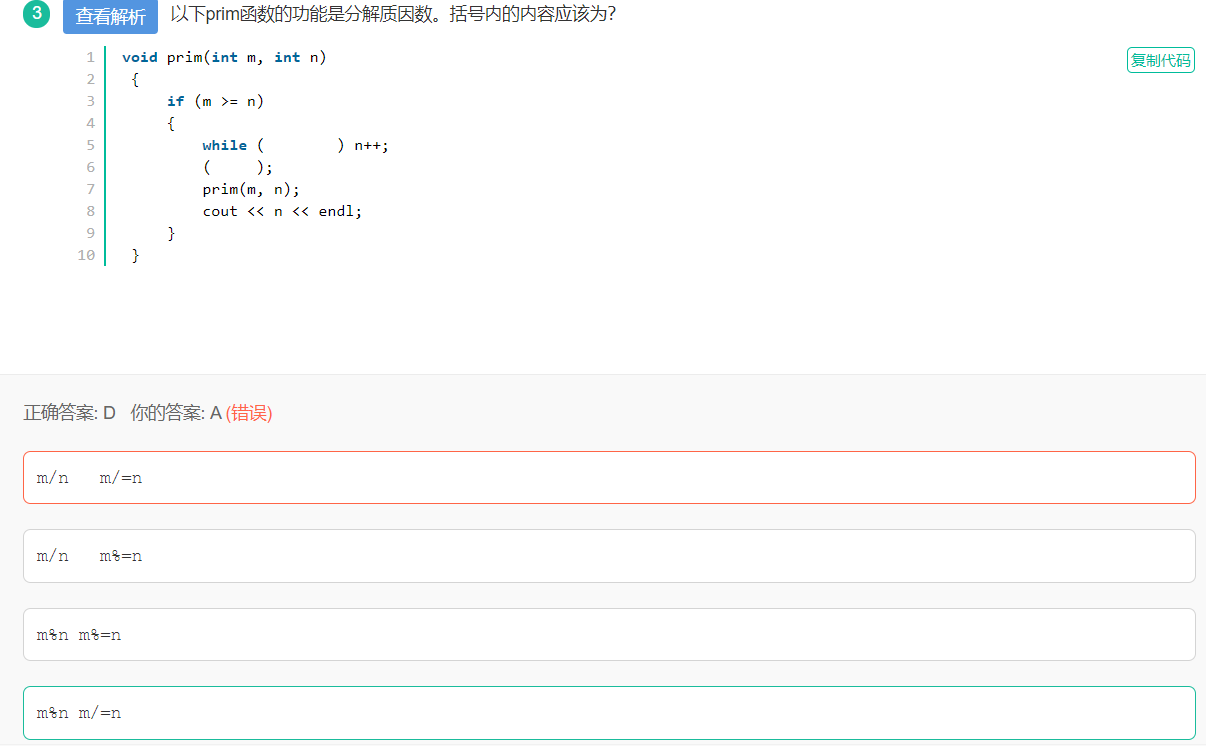 3 查看解析 以下prim函数的功能是分解质因数。括号内的内容应该为?
复制代码
1 void prim(int m, int n)
2 {
3 if (m >= n)
4 {
5 while (        ) n++;
6 (     );
7 prim(m, n);
8 cout << n << endl;
9 }
10 }
正确答案: D 你的答案: A (错误)
m/n   m/=n
m/n   m%=n
m%n m%=n
m%n m/=n